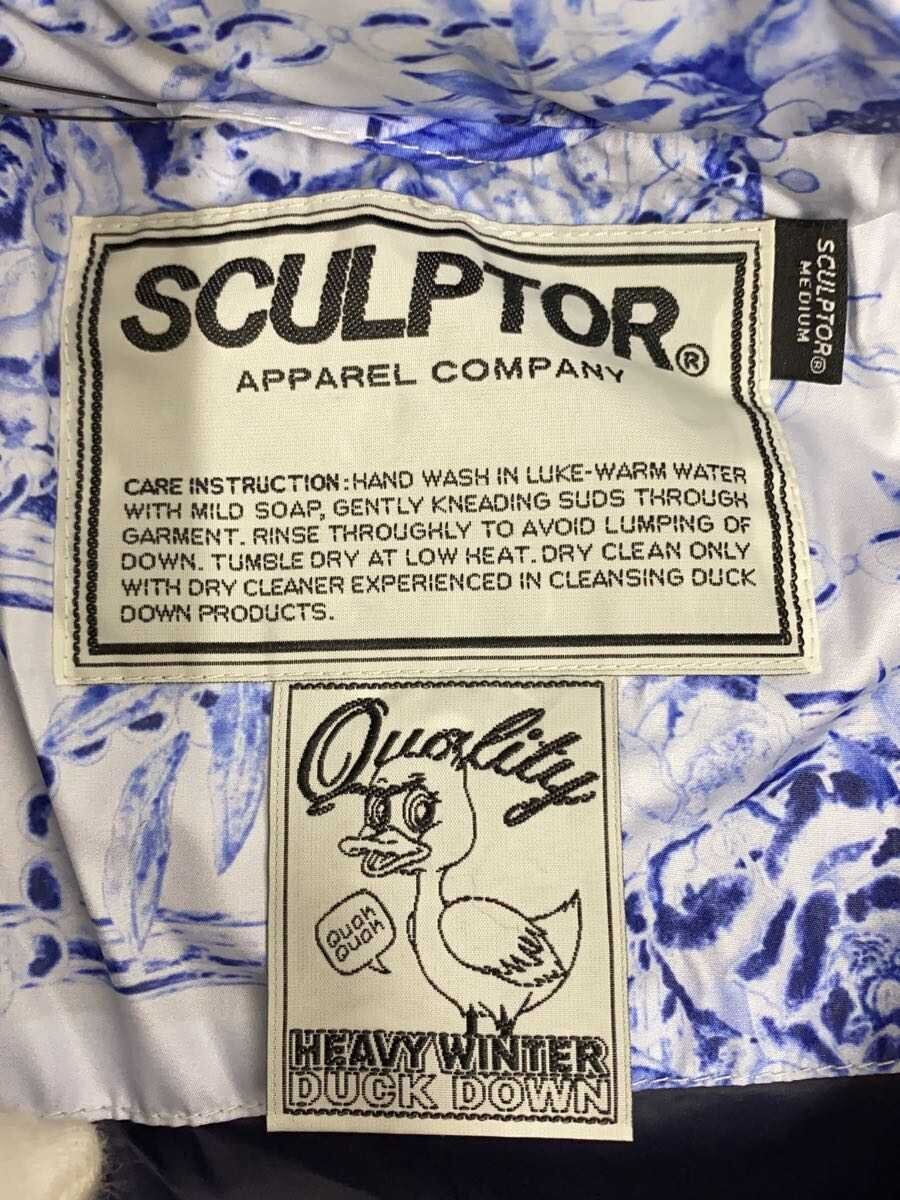 SCULPTOR®
APPAREL COMPANY
CARE INSTRUCTION: HAND WASH IN LUKE-WARM WATER
WITH MILD SOAP, GENTLY KNEADING SUDS THROUGH
GARMENT. RINSE THROUGHLY TO AVOID LUMPING OF
DOWN. TUMBLE DRY AT LOW HEAT. DRY CLEAN ONLY
WITH DRY CLEANER EXPERIENCED IN CLEANSING DUCK
DOWN PRODUCTS.
SCULPTOR®
MEDIUM
Quality
Quak
Quak
HEAVY WINTER
DUCK DOWN